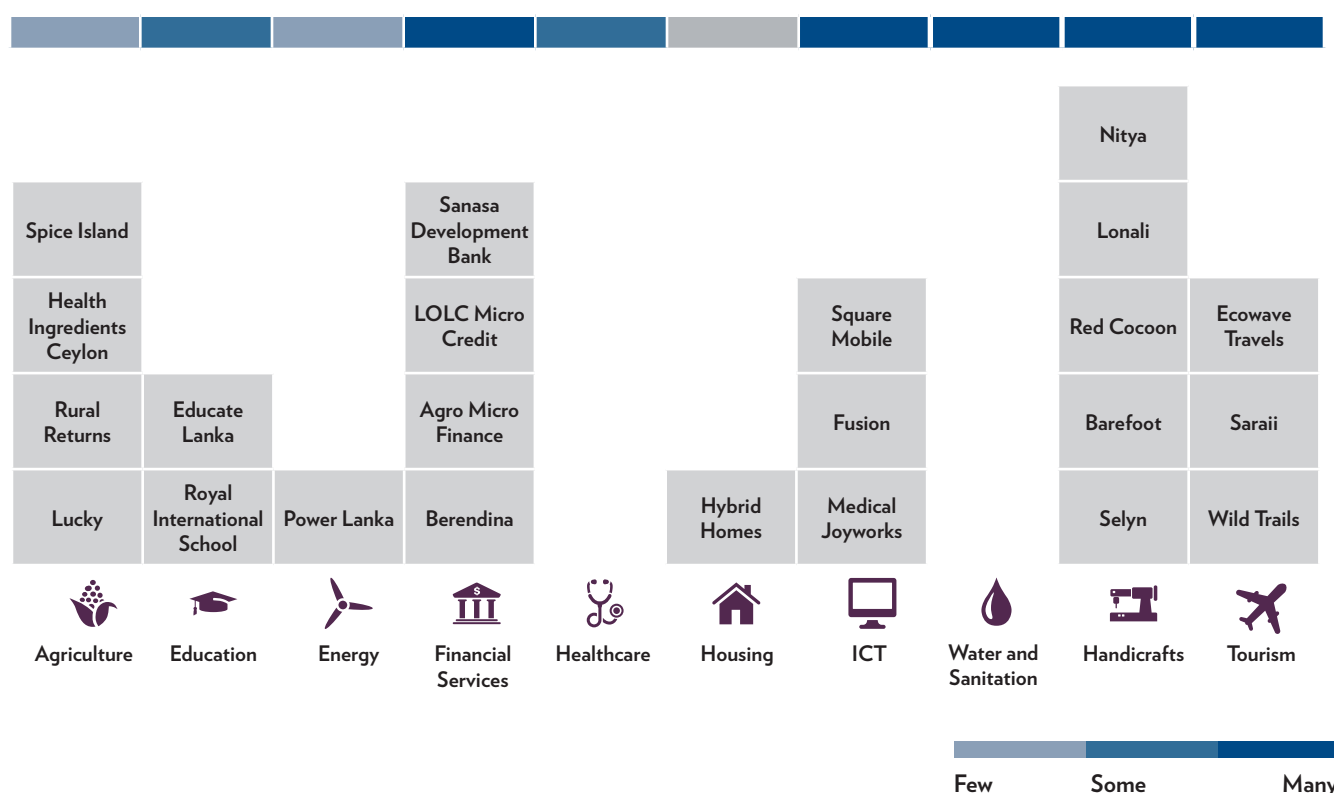 Nitya
Spice Island
Sanasa
Development
Bank
Lonali
Health
Ingredients
Ceylon
LOLC Micro
Credit
Square
Mobile
Red Cocoon
Ecowave
Travels
Rural
Returns
Educate
Lanka
Agro Micro
Finance
Fusion
Barefoot
Saraii
Lucky
Royal
International
School
Power Lanka
Berendina
Hybrid
Homes
Medical
Joyworks
Selyn
Wild Trails
$
Agriculture
Education
Energy
Financial
Services
Healthcare
Housing
ICT
Water and
Sanitation
Handicrafts
Tourism
Few
Some
Many